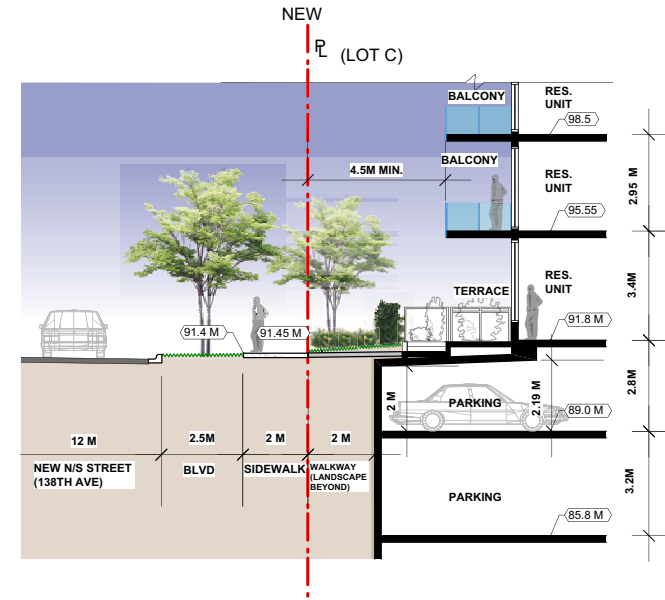 NEW
PL (LOT C)
BALCONY
RES.
UNIT
98.5
4.5M MIN.
BALCONY
RES.
UNIT
2.95 M
95.55
TERRACE
RES.
UNIT
3.4M
91.4 M
91.45 M
91.8 M
2 M
PARKING
2.19 M
2.8M
89.0 M
12 M
2.5M
2 M
2 M
NEW N/S STREET
(138TH AVE)
BLVD
SIDEWALK
WALKWAY
(LANDSCAPE
BEYOND)
PARKING
3.2M
85.8 M